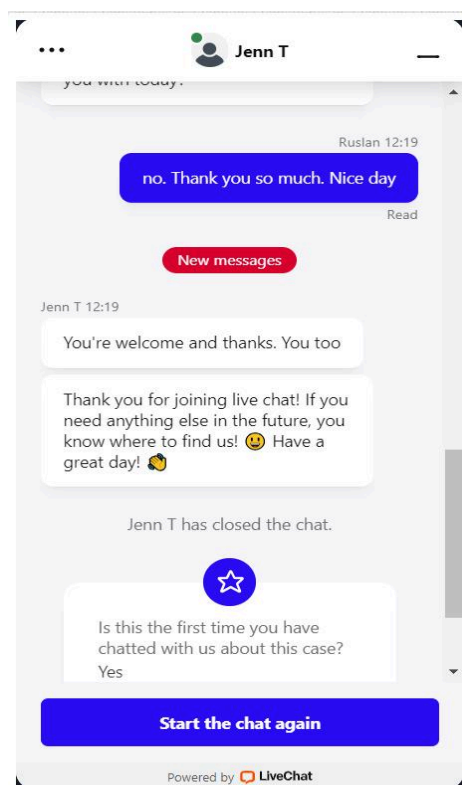 Jenn T
you with today?
Ruslan 12:19
no. Thank you so much. Nice day
Read
New messages
Jenn T 12:19
You're welcome and thanks. You too
Thank you for joining live chat! If you
need anything else in the future, you
know where to find us! 😃 Have a
great day! 👏
Jenn T has closed the chat.
Is this the first time you have
chatted with us about this case?
Yes
Start the chat again
Powered by LiveChat